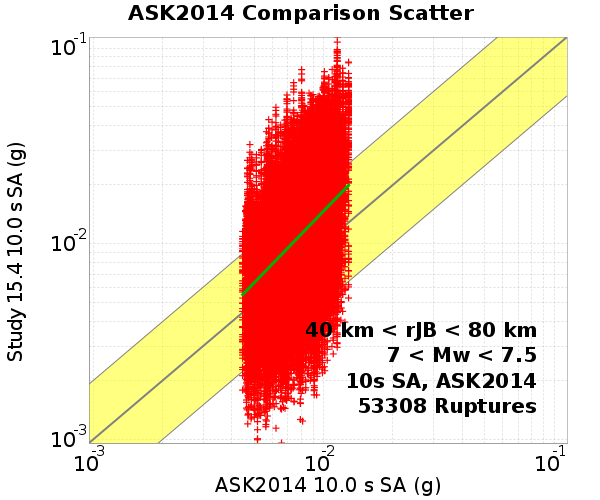 ASK2014 Comparison Scatter
10-1
10-2
10-3
Study 15.4 10.0 s SA (g)
40 km < rJB < 80 km
7 < Mw < 7.5
10s SA, ASK2014
53308 Ruptures
10-3 10-2 10-1
ASK2014 10.0 s SA (g)